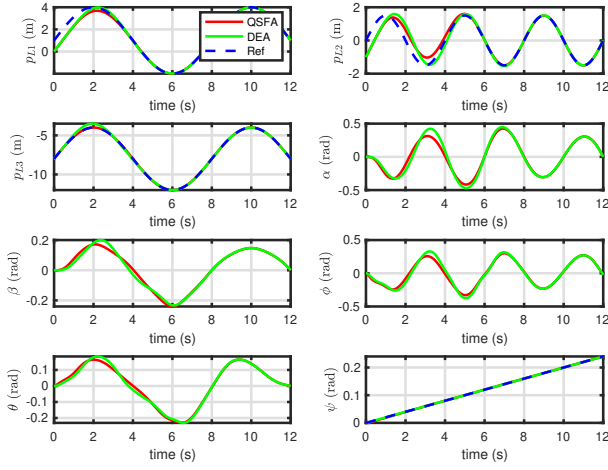 4
2
0
-2
0 2 4 6 8 10 12
p_{L1} (m)
time (s)
QSFA
DEA
Ref
2
0
-2
0 2 4 6 8 10 12
p_{L2} (m)
time (s)
-5
-10
0 2 4 6 8 10 12
p_{L3} (m)
time (s)
0.5
0
-0.5
0 2 4 6 8 10 12
α (rad)
time (s)
0.2
0
-0.2
0 2 4 6 8 10 12
β (rad)
time (s)
0.5
0
-0.5
0 2 4 6 8 10 12
ϕ (rad)
time (s)
0.1
0
-0.1
-0.2
0 2 4 6 8 10 12
θ (rad)
time (s)
0.2
0.1
0
0 2 4 6 8 10 12
ψ (rad)
time (s)